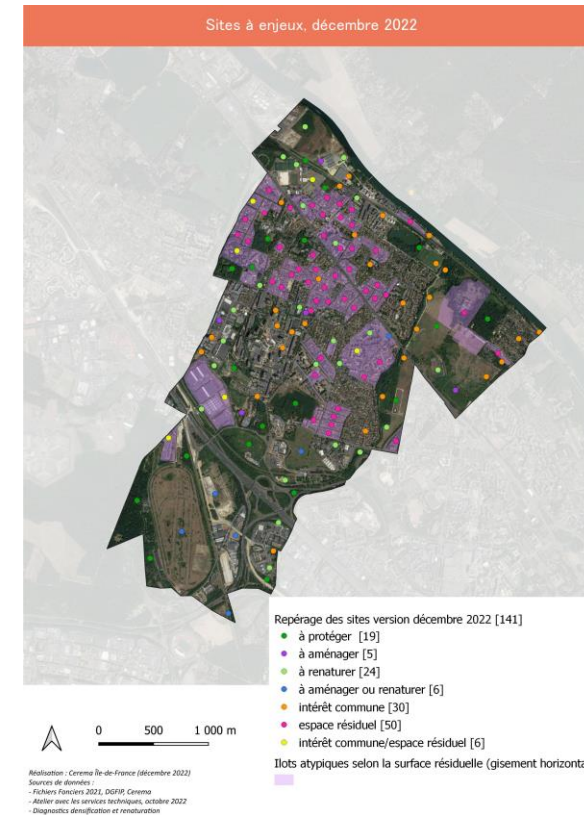 Sites à enjeux, décembre 2022
Repérage des sites version décembre 2022 [141]
à protéger [19]
à aménager [5]
à renaturer [24]
à aménager ou renaturer [6]
intérêt commune [30]
espace résiduel [50]
intérêt commune/espace résiduel [6]
Ilots atypiques selon la surface résiduelle (gisement horizonta
0 500 1 000 m
Réalisation : Cerema Île-de-France (décembre 2022)
Sources de données :
- Fichiers Fonciers 2021, DGFIP, Cerema
- Atelier avec les services techniques, octobre 2022
- Diagnostics densification et renaturation